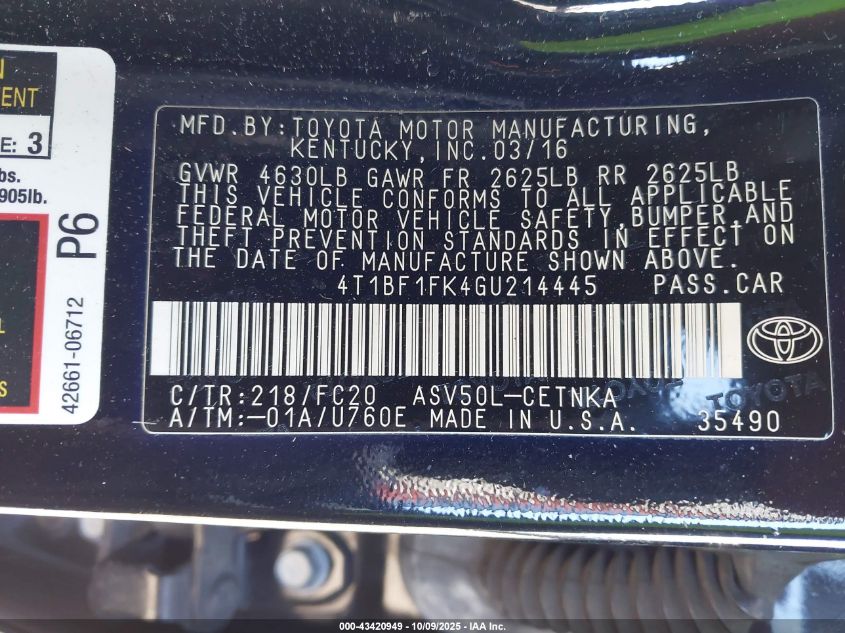 N
ENT
E: 3
bs.
905lb.
P6
42661-06712
L
S
MFD.BY:TOYOTA MOTOR MANUFACTURING,
KENTUCKY,INC.03/16
GVWR 4630LB GAWR FR 2625LB RR 2625LB
THIS VEHICLE CONFORMS TO ALL APPLICABLE
FEDERAL MOTOR VEHICLE SAFETY,BUMPER,AND
THEFT PREVENTION STANDARDS IN EFFECT ON
THE DATE OF MANUFACTURE SHOWN ABOVE.
4T1BF1FK4GU214445 PASS.CAR
C/TR:218/FC20 ASV50L-CETNKA
A/TM:-01A/U760E MADE IN U.S.A. 35490
TOYOTA
000-43420949 - 10/09/2025 - IAA Inc.